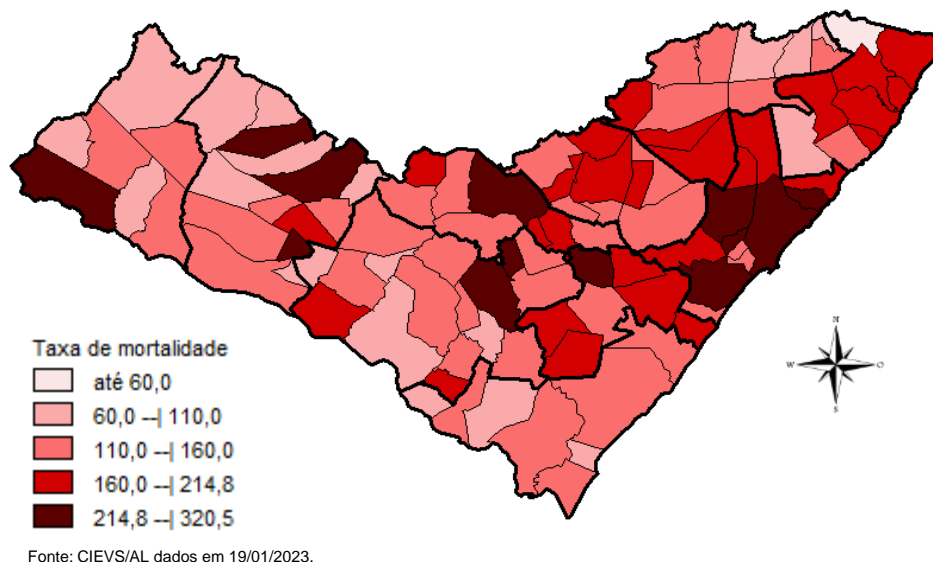 N
W
O
S
Taxa de mortalidade
até 60,0
60,0 --| 110,0
110,0 --| 160,0
160,0 --| 214,8
214,8 --| 320,5
Fonte: CIEVS/AL dados em 19/01/2023.